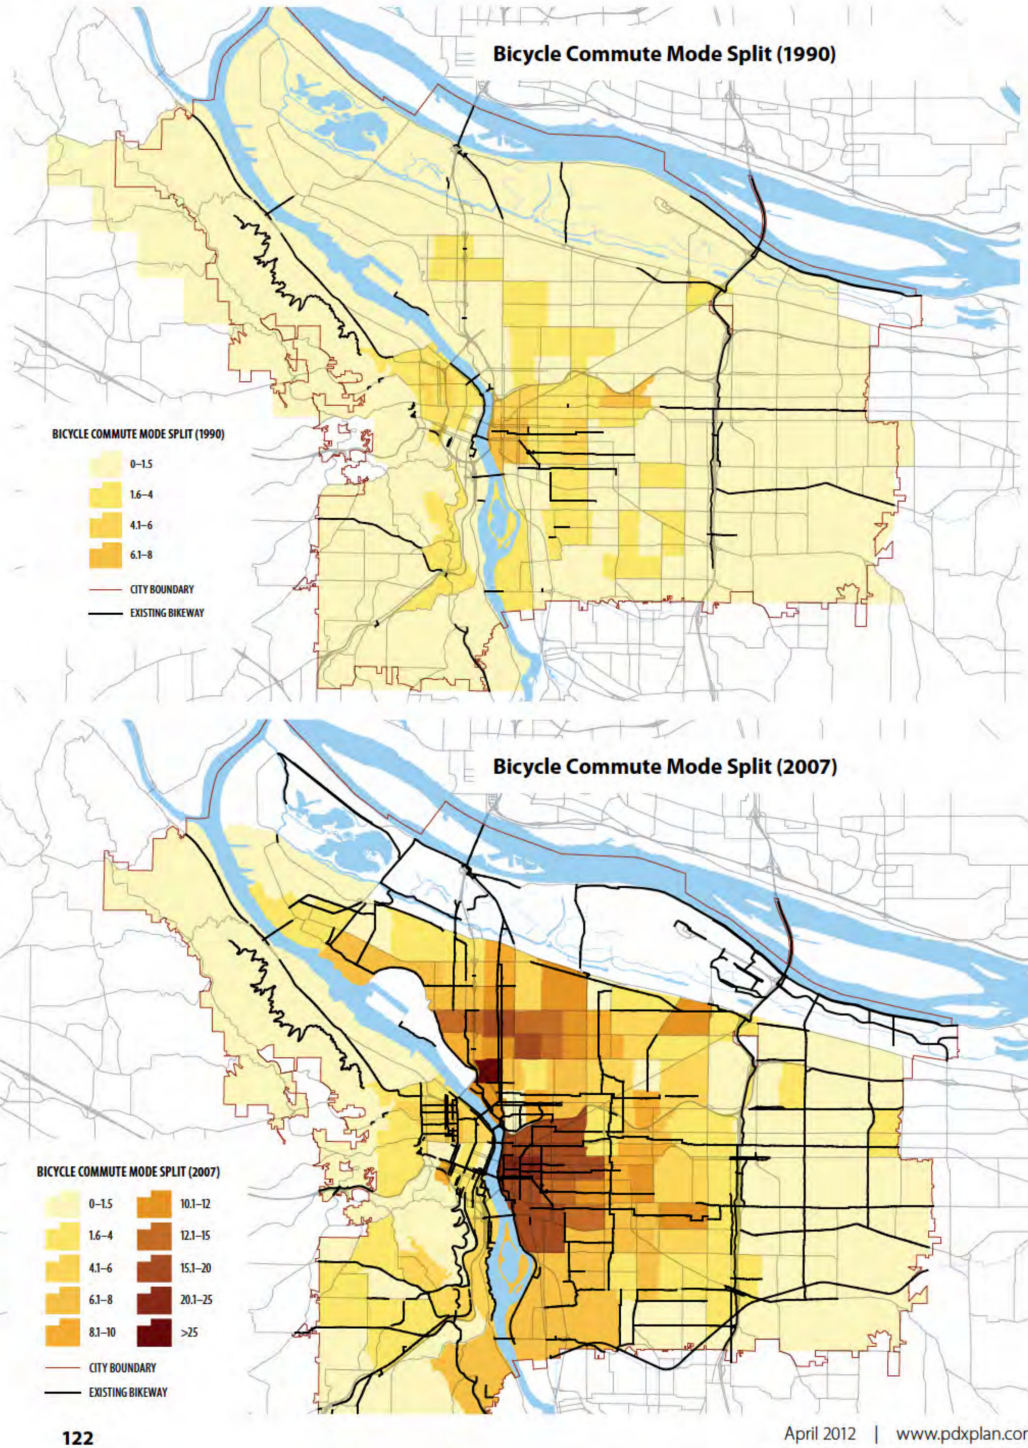 Bicycle Commute Mode Split (1990)
BICYCLE COMMUTE MODE SPLIT (1990)
0–1.5
1.6–4
4.1–6
6.1–8
CITY BOUNDARY
EXISTING BIKEWAY
Bicycle Commute Mode Split (2007)
BICYCLE COMMUTE MODE SPLIT (2007)
0–1.5
1.6–4
4.1–6
6.1–8
8.1–10
10.1–12
12.1–15
15.1–20
20.1–25
>25
CITY BOUNDARY
EXISTING BIKEWAY
122
April 2012 | www.pdxplan.com